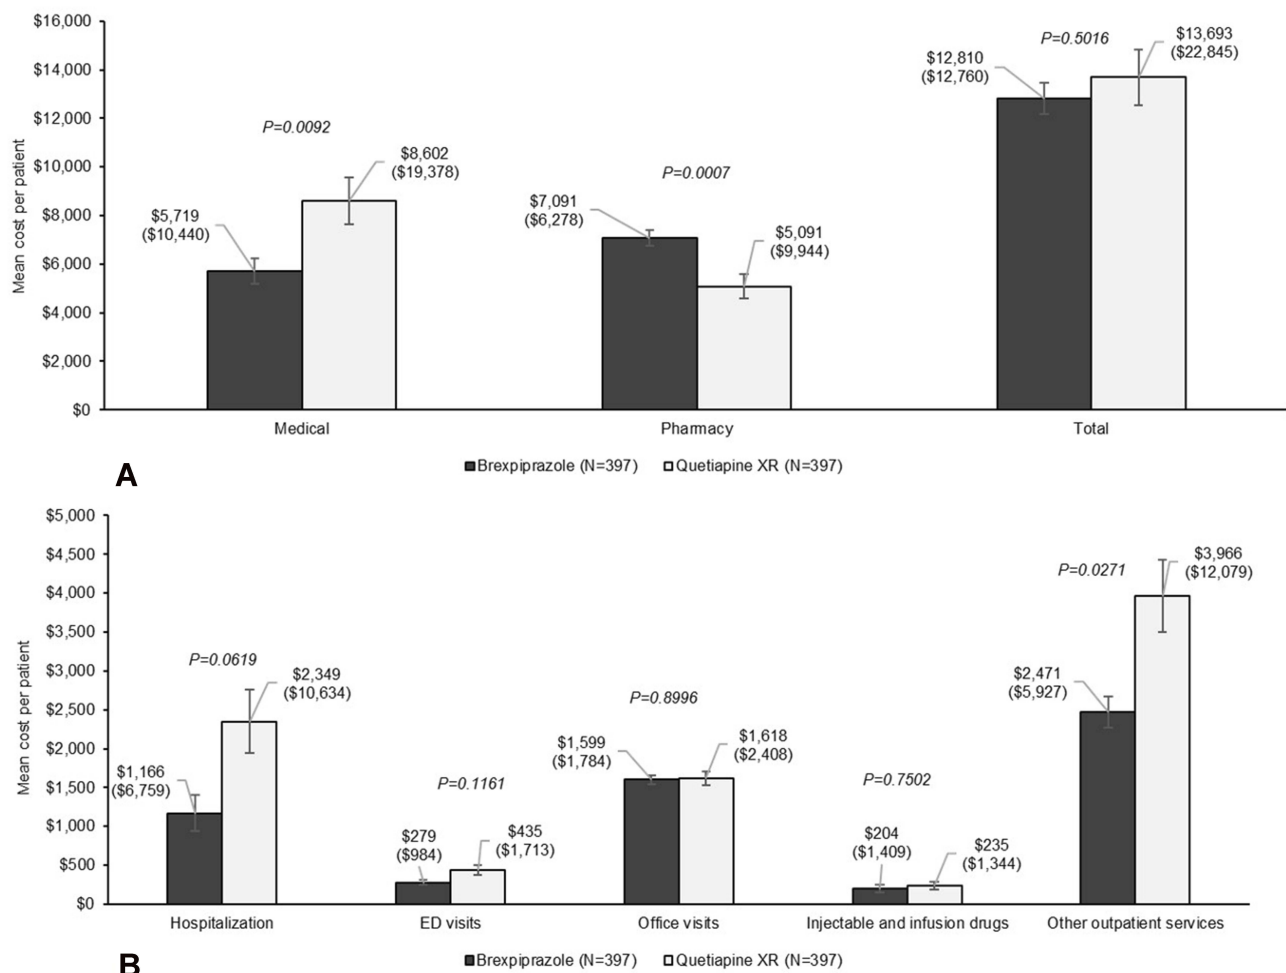 $16,000
$14,000
$12,000
$10,000
$8,000
$6,000
$4,000
$2,000
$0
Mean cost per patient
P=0.0092
$5,719
($10,440)
$8,602
($19,378)
P=0.0007
$7,091
($6,278)
$5,091
($9,944)
P=0.5016
$12,810
($12,760)
$13,693
($22,845)
Medical
Pharmacy
Total
Brexpiprazole (N=397)
Quetiapine XR (N=397)
A
$5,000
$4,500
$4,000
$3,500
$3,000
$2,500
$2,000
$1,500
$1,000
$500
$0
Mean cost per patient
P=0.0619
$1,166
($6,759)
$2,349
($10,634)
P=0.1161
$279
($984)
$435
($1,713)
P=0.8996
$1,599
($1,784)
$1,618
($2,408)
P=0.7502
$204
($1,409)
$235
($1,344)
P=0.0271
$2,471
($5,927)
$3,966
($12,079)
Hospitalization
ED visits
Office visits
Injectable and infusion drugs
Other outpatient services
Brexpiprazole (N=397)
Quetiapine XR (N=397)
B